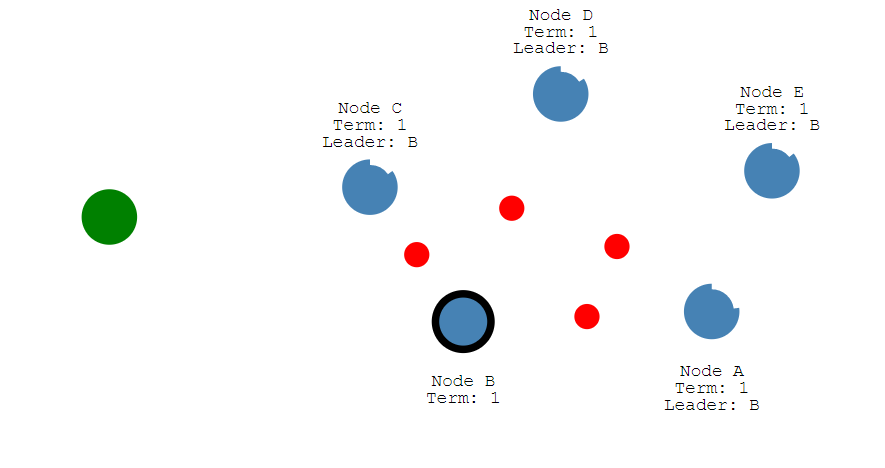 Node D
Term: 1
Leader: B
Node E
Term: 1
Leader: B
Node C
Term: 1
Leader: B
Node A
Term: 1
Leader: B
Node B
Term: 1